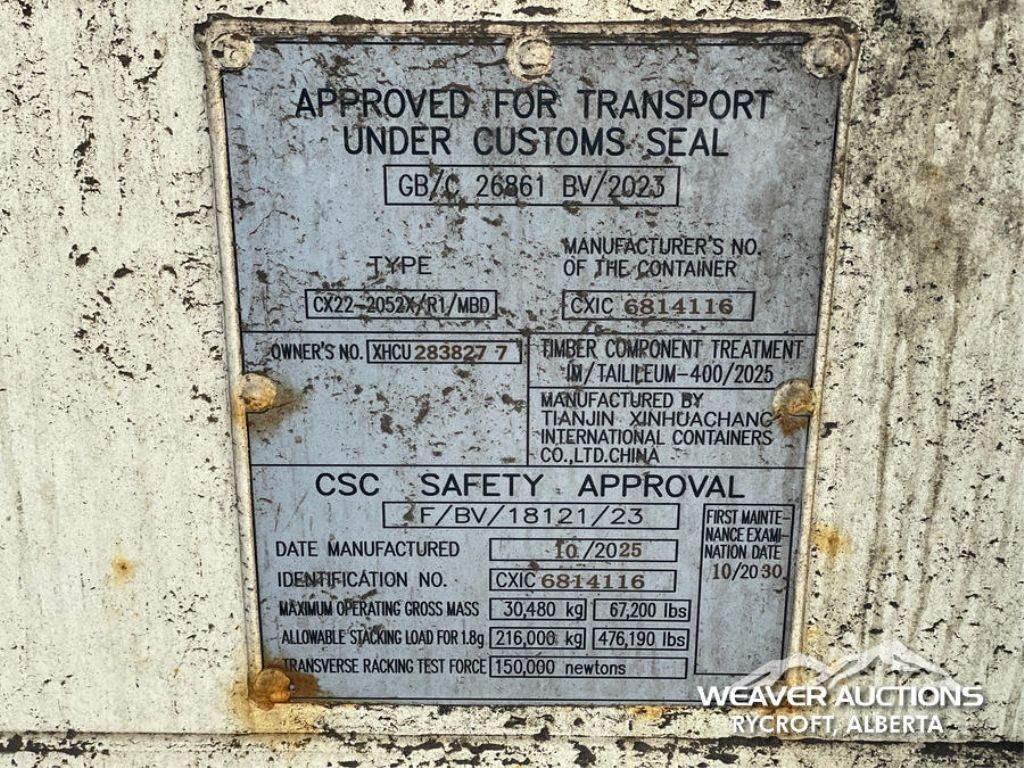 APPROVED FOR TRANSPORT
UNDER CUSTOMS SEAL
GB/C 26861 BV/2023
TYPE
CX22-2052X/R1/MBD
MANUFACTURER'S NO.
OF THE CONTAINER
CXIC 6814116
OWNER'S NO. XHCU 283827 7
TIMBER COMPONENT TREATMENT
IM/TAILILEUM-400/2025
MANUFACTURED BY
TIANJIN XINHUACHANG
INTERNATIONAL CONTAINERS
CO.,LTD.CHINA
CSC SAFETY APPROVAL
F/BV/18121/23
DATE MANUFACTURED 10/2025
IDENTIFICATION NO. CXIC 6814116
MAXIMUM OPERATING GROSS MASS 30,480 kg 67,200 lbs
ALLOWABLE STACKING LOAD FOR 1.8g 216,000 kg 476,190 lbs
TRANSVERSE RACKING TEST FORCE 150,000 newtons
FIRST MAINTE-
NANCE EXAMI-
NATION DATE
10/2030
WEAVER AUCTIONS
RYCROFT, ALBERTA